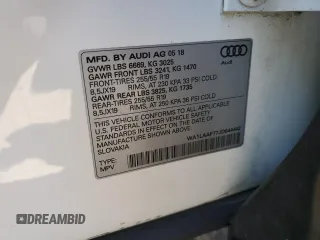 MFD. BY AUDI AG 05 18
GVWR LBS 6669, KG 3025
GAWR FRONT LBS 3241, KG 1470
FRONT-TIRES 255/55 R19
8,5JX19 RIMS, AT 230 KPA 33 PSI COLD
GAWR REAR LBS 3825, KG 1735
REAR-TIRES 255/55 R19
8,5JX19 RIMS, AT 250 KPA 36 PSI COLD
THIS VEHICLE CONFORMS TO ALL APPLICABLE
U.S. FEDERAL MOTOR VEHICLE SAFETY STANDARDS
IN EFFECT ON THE DATE OF
MANUFACTURE SHOWN ABOVE.
SLOVAKIA
Audi
TYPE:
MPV
DREAMBID